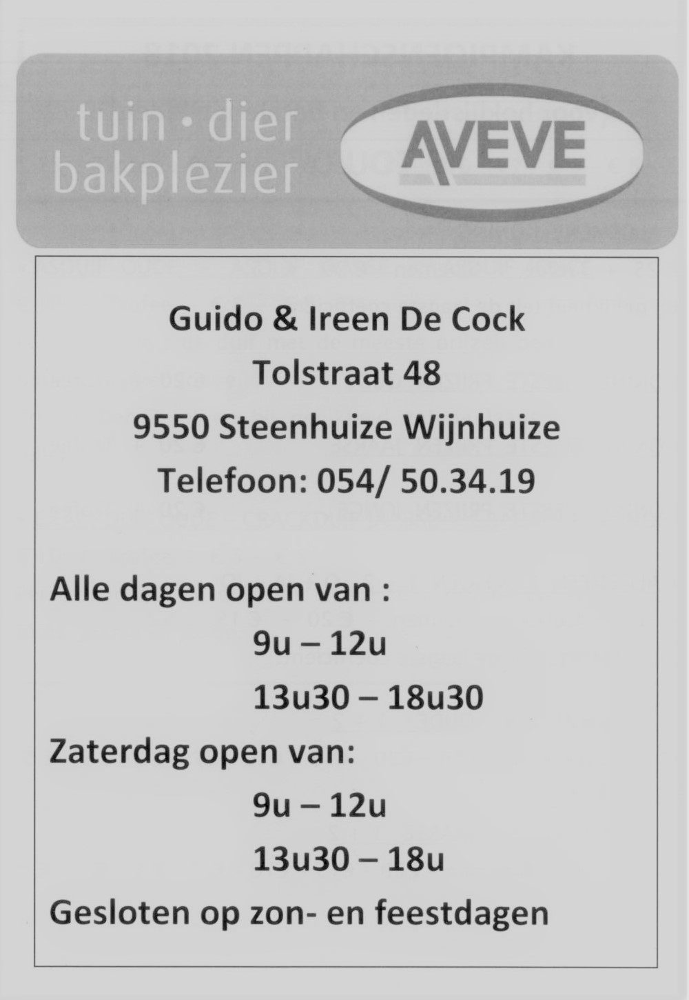 tuin • dier
bakplezier
AVEVE
Guido & Ireen De Cock
Tolstraat 48
9550 Steenhuize Wijnhuize
Telefoon: 054/ 50.34.19
Alle dagen open van :
9u – 12u
13u30 – 18u30
Zaterdag open van:
9u – 12u
13u30 – 18u
Gesloten op zon- en feestdagen